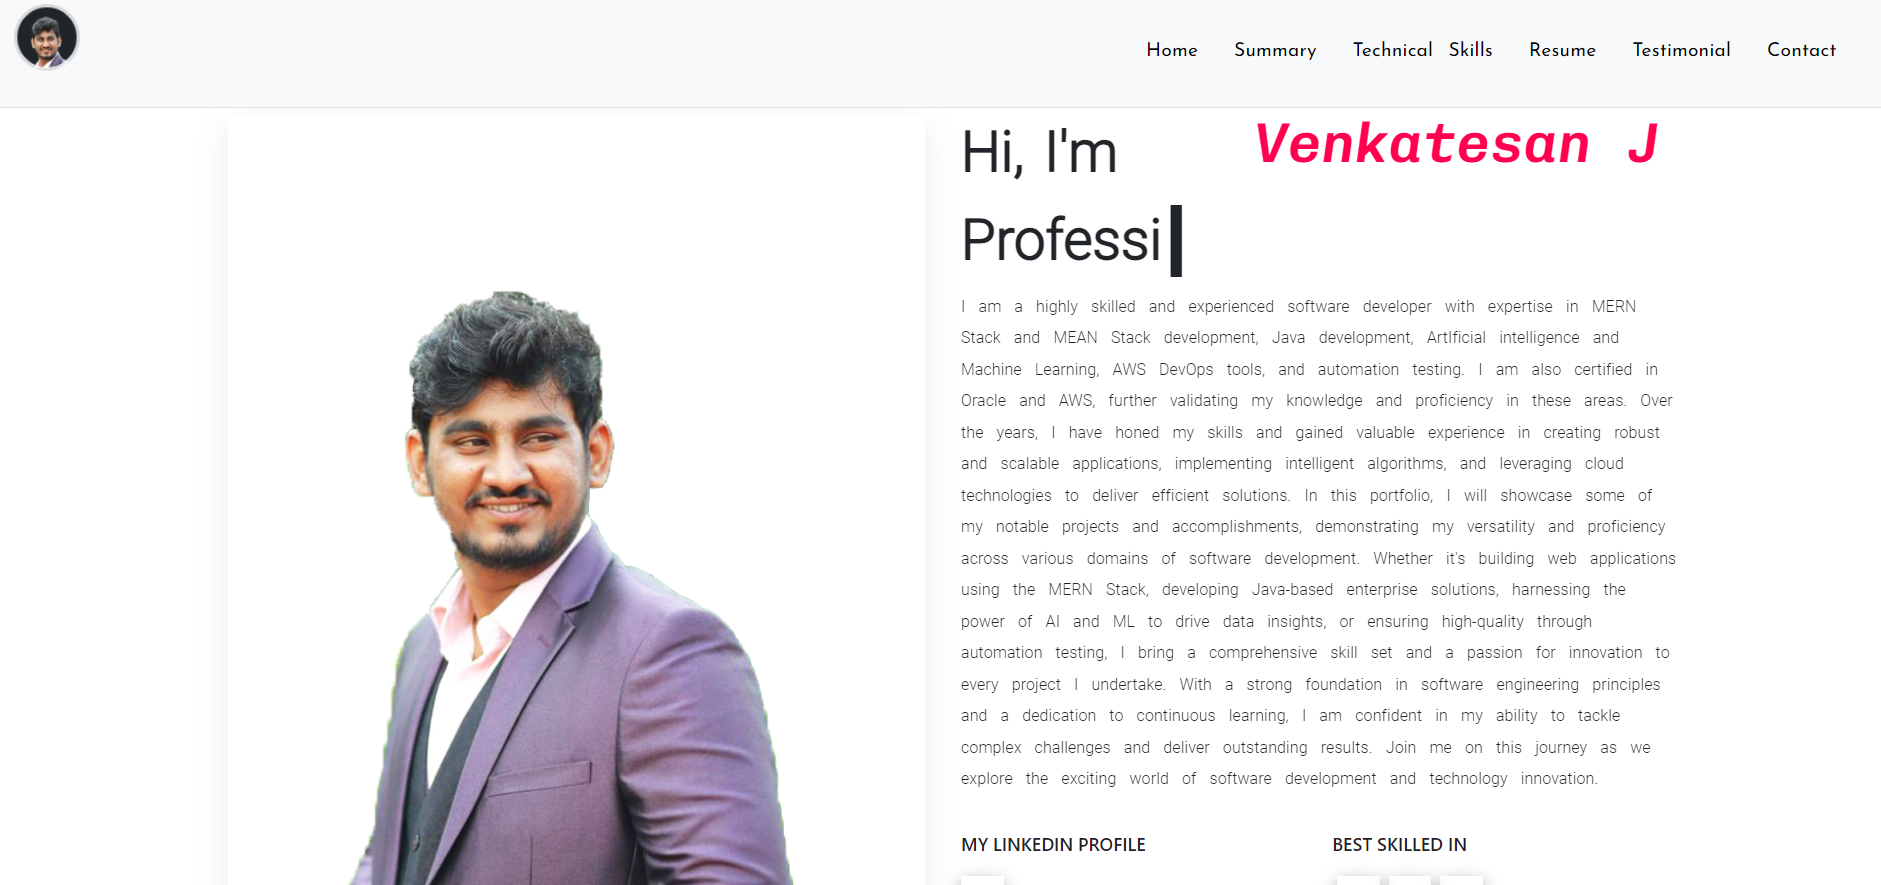 Home Summary Technical Skills Resume Testimonial Contact
Hi, I'm Venkatesan J
Professi
I am a highly skilled and experienced software developer with expertise in MERN
Stack and MEAN Stack development, Java development, ArtIficial intelligence and
Machine Learning, AWS DevOps tools, and automation testing. I am also certified in
Oracle and AWS, further validating my knowledge and proficiency in these areas. Over
the years, I have honed my skills and gained valuable experience in creating robust
and scalable applications, implementing intelligent algorithms, and leveraging cloud
technologies to deliver efficient solutions. In this portfolio, I will showcase some of
my notable projects and accomplishments, demonstrating my versatility and proficiency
across various domains of software development. Whether it's building web applications
using the MERN Stack, developing Java-based enterprise solutions, harnessing the
power of AI and ML to drive data insights, or ensuring high-quality through
automation testing, I bring a comprehensive skill set and a passion for innovation to
every project I undertake. With a strong foundation in software engineering principles
and a dedication to continuous learning, I am confident in my ability to tackle
complex challenges and deliver outstanding results. Join me on this journey as we
explore the exciting world of software development and technology innovation.
MY LINKEDIN PROFILE BEST SKILLED IN